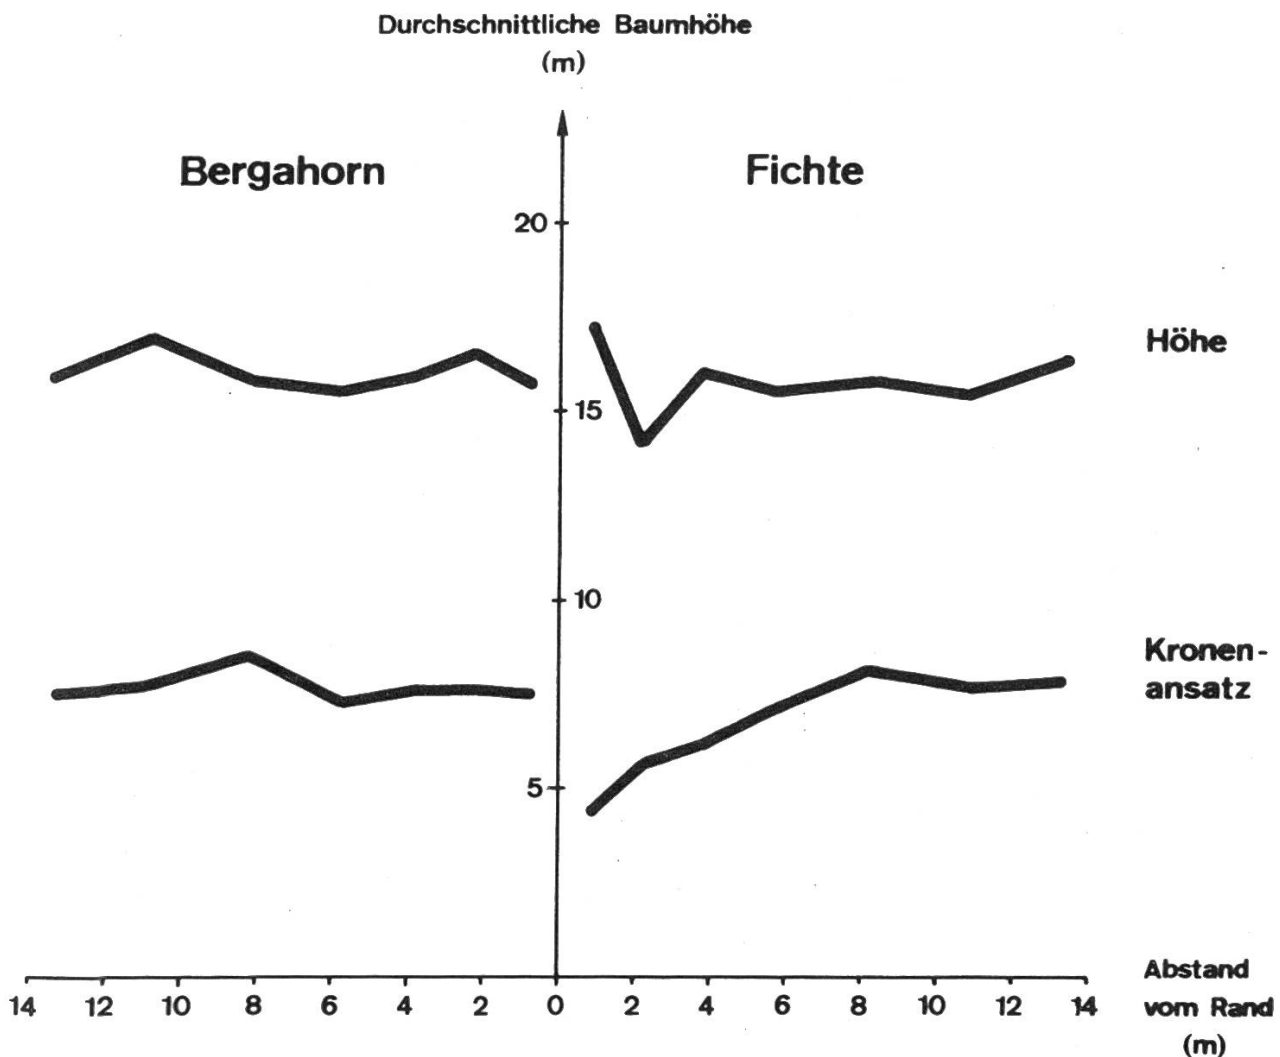 Durchschnittliche Baumhöhe
(m)
Bergahorn
Fichte
20
Höhe
15
10
Kronen-
ansatz
5
14 12 10 8 6 4 2 0 2 4 6 8 10 12 14
Abstand
vom Rand
(m)